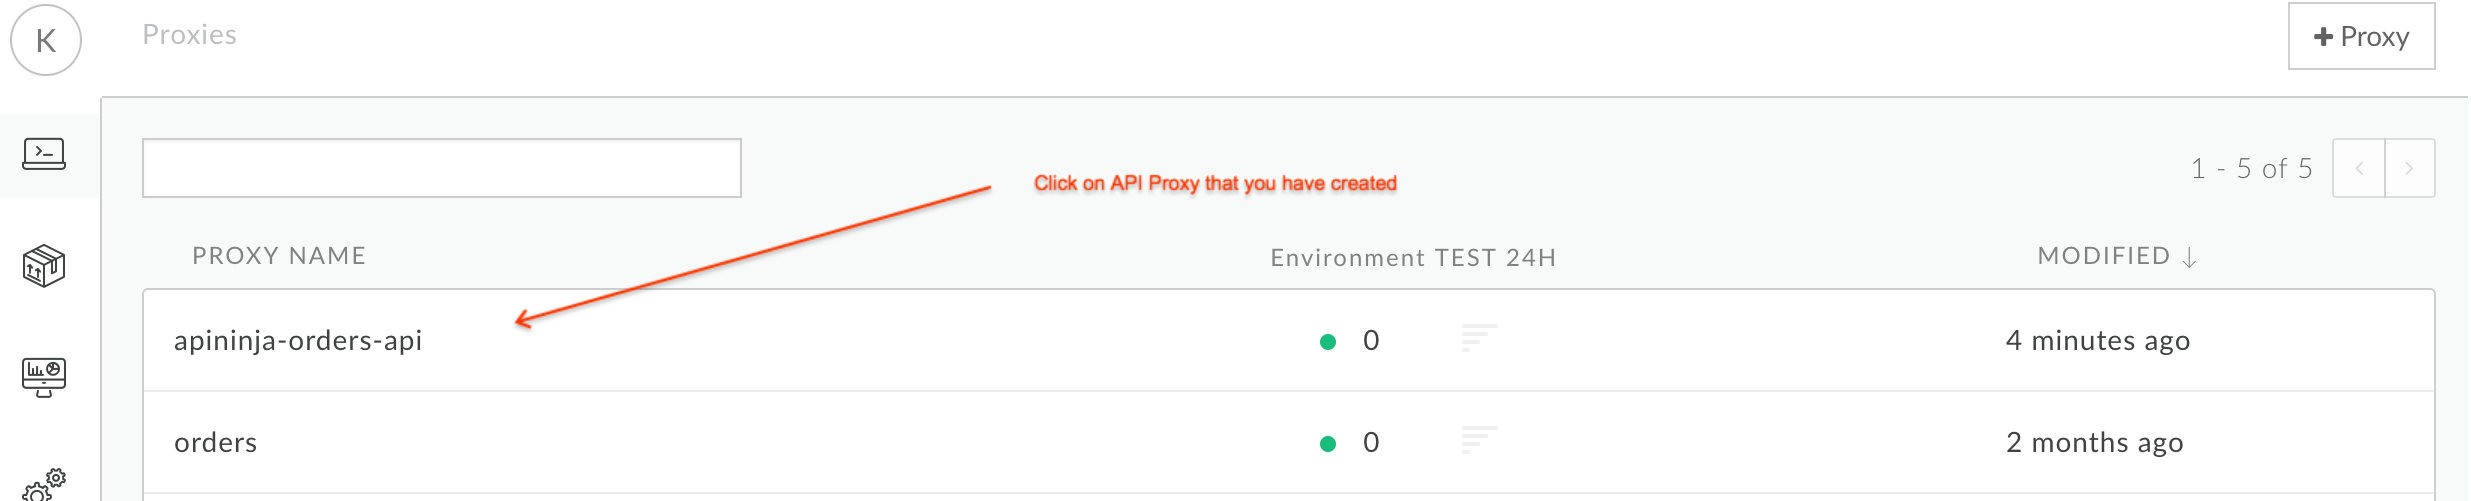 K
Proxies
+ Proxy
1 - 5 of 5
Click on API Proxy that you have created
PROXY NAME
Environment TEST 24H
MODIFIED ↓
apininja-orders-api
0
4 minutes ago
orders
0
2 months ago